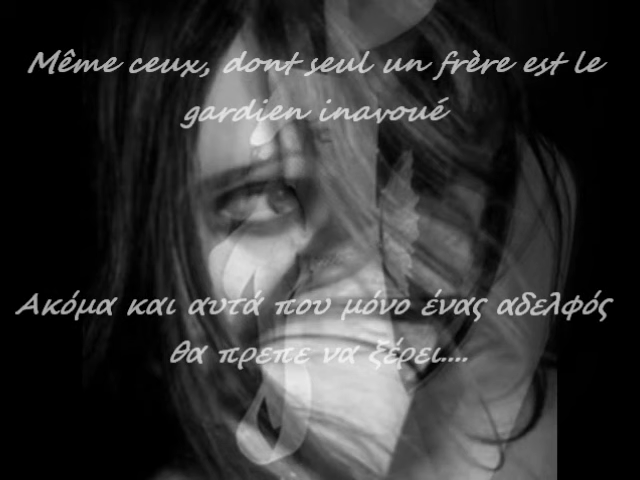 Même ceux, dont seul un frère est le
gardien inavoué
Ακόμα και αυτά που μόνο ένας αδελφός
θα πρεπε να ξέρει....